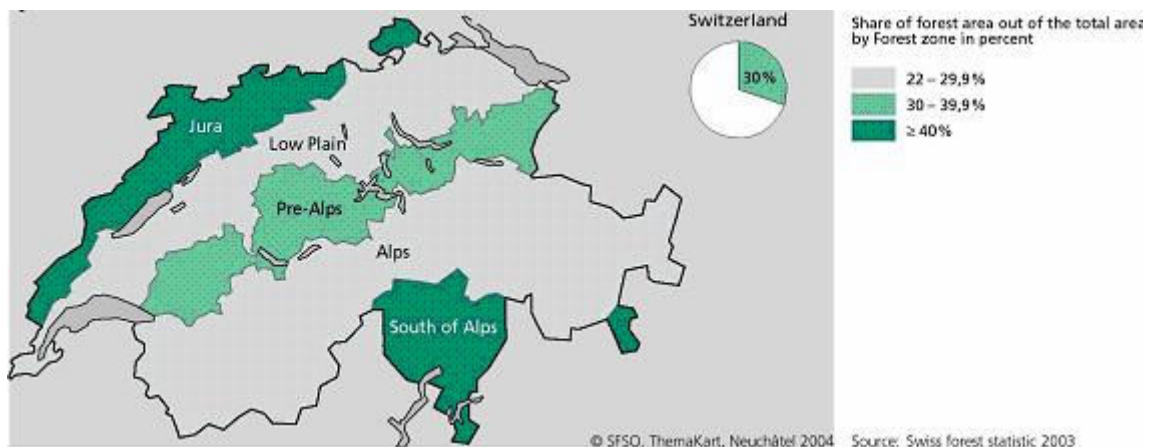 Switzerland
30%
Share of forest area out of the total area
by Forest zone in percent
22 – 29,9%
30 – 39,9%
≥ 40%
Jura
Low Plain
Pre-Alps
Alps
South of Alps
© SFSO, ThemaKart, Neuchâtel 2004
Source: Swiss forest statistic 2003